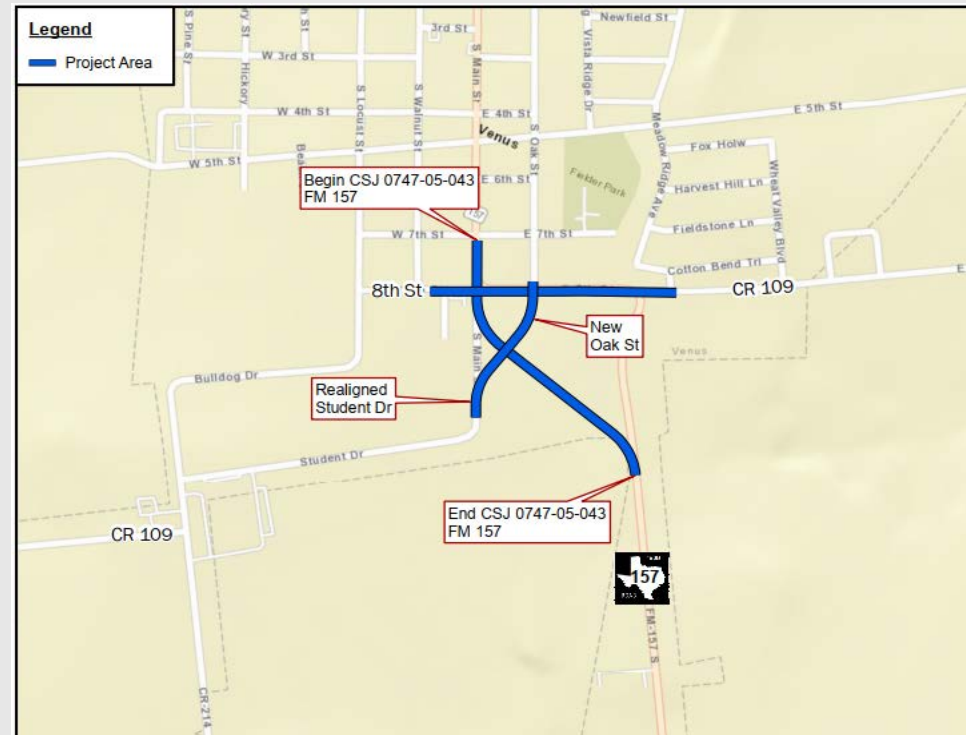 Legend
Project Area
Newfield St
3rd St
S Pine St
Hickory
W 3rd St
S Main St
Vista Ridge Dr
W 4th St
E 4th St
E 5th St
S Locust St
S Walnut St
Venus
S Oak St
Meadow Ridge Ave
Fox Holw
W 5th St
Begin CSJ 0747-05-043
FM 157
E 6th St
Fielder Park
Harvest Hill Ln
Wheat Valley Blvd
157
Fieldstone Ln
W 7th St
E 7th St
Cotton Bend Trl
8th St
CR 109
E
New
Oak St
S Main
Venus
Bulldog Dr
Realigned
Student Dr
Student Dr
End CSJ 0747-05-043
FM 157
CR 109
157
FM-157 S
CR-214